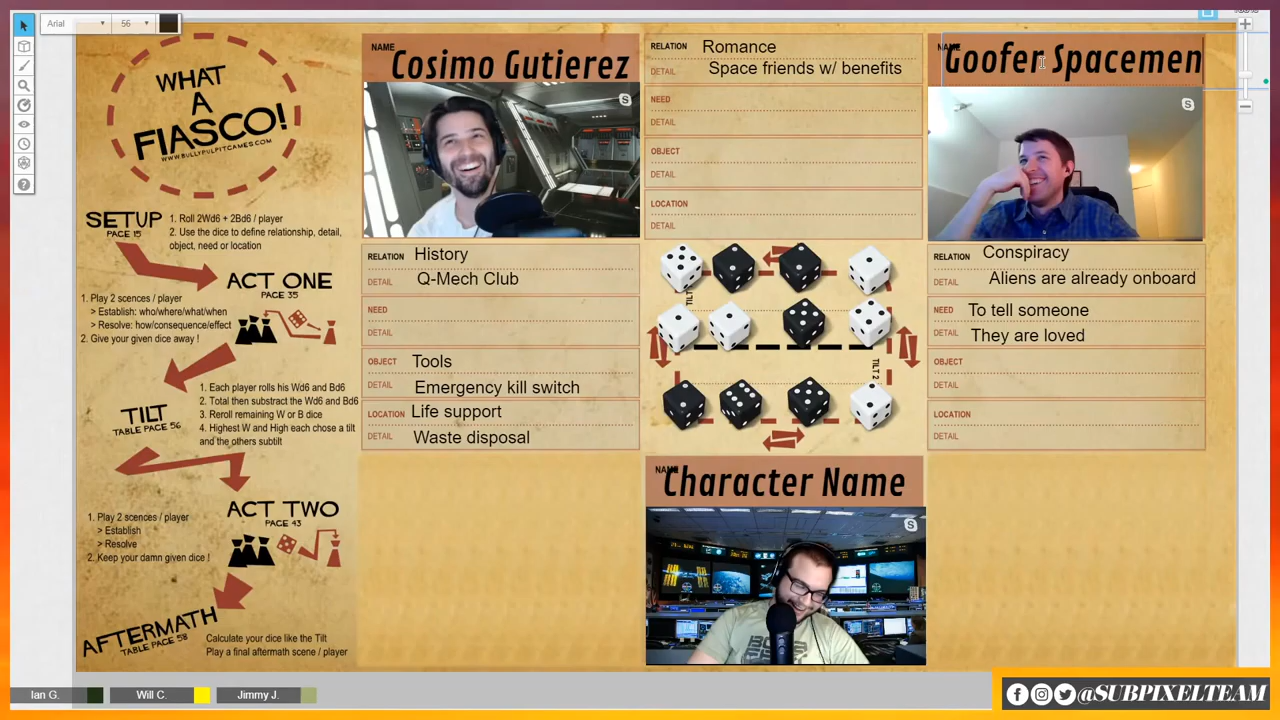 Arial
56
WHAT
A
FIASCO!
WWW.BULLYPULPITGAMES.COM
SETUP
PAGE 15
1. Roll 2Wd6 + 2Bd6 / player
2. Use the dice to define relationship, detail,
object, need or location
ACT ONE
PAGE 35
1. Play 2 scences / player
> Establish: who/where/what/when
> Resolve: how/consequence/effect
2. Give your given dice away !
TILT
TABLE PAGE 56
1. Each player rolls his Wd6 and Bd6
2. Total then substract the Wd6 and Bd6
3. Reroll remaining W or B dice
4. Highest W and High each chose a tilt
and the others subtilt
ACT TWO
PAGE 43
1. Play 2 scences / player
> Establish
> Resolve
2. Keep your damn given dice !
AFTERMATH
TABLE PAGE 58
Calculate your dice like the Tilt
Play a final aftermath scene / player
NAME
Cosimo Gutierez
RELATION History
DETAIL Q-Mech Club
NEED
DETAIL
OBJECT Tools
DETAIL Emergency kill switch
LOCATION Life support
DETAIL Waste disposal
RELATION Romance
DETAIL Space friends w/ benefits
NEED
DETAIL
OBJECT
DETAIL
LOCATION
DETAIL
TILT 2
NAME
Character Name
NAME
Goofer Spacemen
RELATION Conspiracy
DETAIL Aliens are already onboard
NEED To tell someone
DETAIL They are loved
OBJECT
DETAIL
LOCATION
DETAIL
Ian G.
Will C.
Jimmy J.
@SUBPIXELTEAM